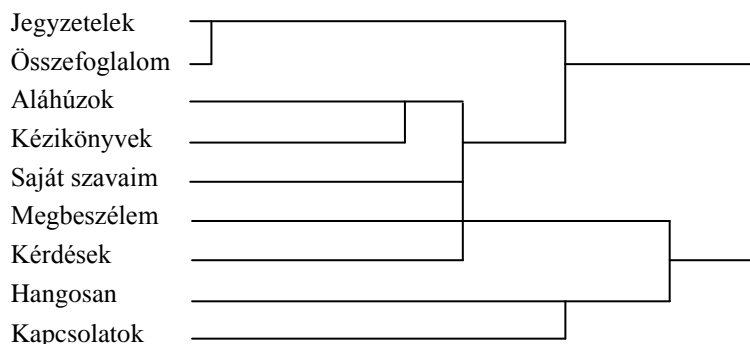 Jegyzetelek
Összefoglalom
Aláhúzok
Kézikönyvek
Saját szavaim
Megbeszélem
Kérdések
Hangosan
Kapcsolatok